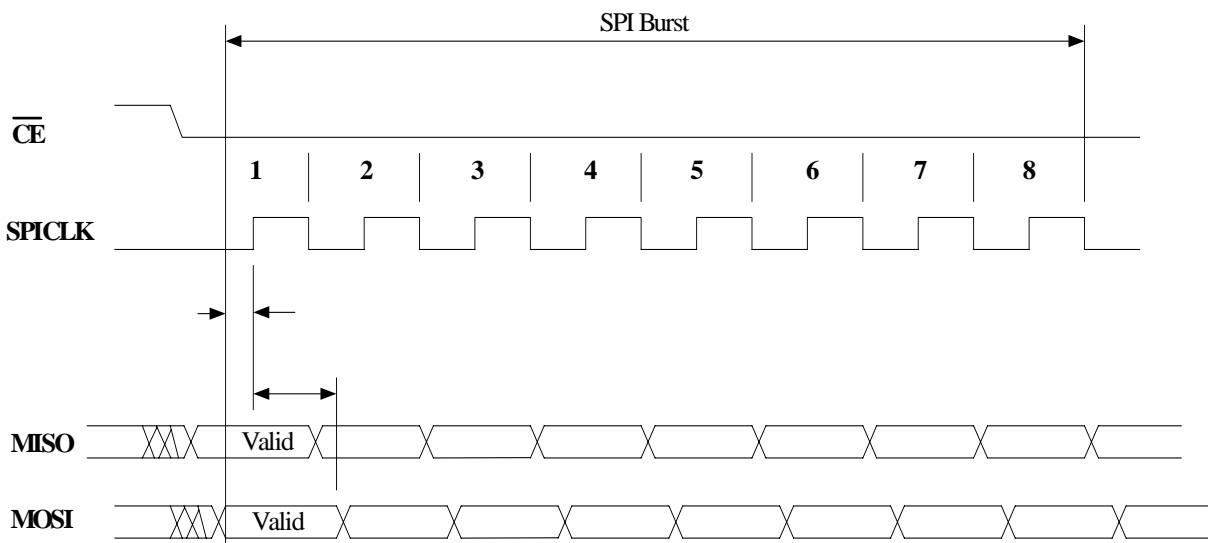 SPI Burst
CE
1 2 3 4 5 6 7 8
SPICLK
MISO Valid
MOSI Valid